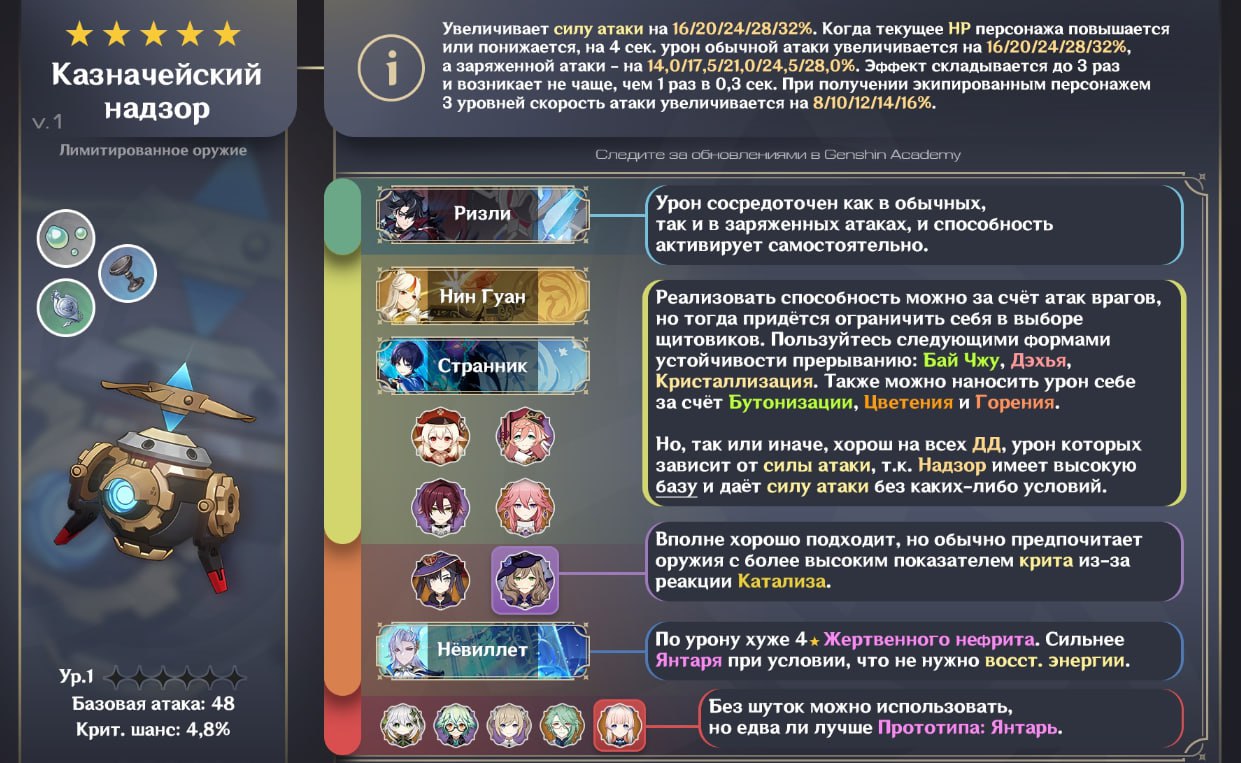 Казначейский
надзор
v.1
Лимитированное оружие
Увеличивает силу атаки на 16/20/24/28/32%. Когда текущее HP персонажа повышается
или понижается, на 4 сек. урон обычной атаки увеличивается на 16/20/24/28/32%,
а заряженной атаки – на 14,0/17,5/21,0/24,5/28,0%. Эффект складывается до 3 раз
и возникает не чаще, чем 1 раз в 0,3 сек. При получении экипированным персонажем
3 уровней скорость атаки увеличивается на 8/10/12/14/16%.
Следите за обновлениями в Genshin Academy
Ризли
Урон сосредоточен как в обычных,
так и в заряженных атаках, и способность
активирует самостоятельно.
Нин Гуан
Странник
Реализовать способность можно за счёт атак врагов,
но тогда придётся ограничить себя в выборе
щитовиков. Пользуйтесь следующими формами
устойчивости прерыванию: Бай Чжу, Дэхья,
Кристаллизация. Также можно наносить урон себе
за счёт Бутонизации, Цветения и Горения.
Но, так или иначе, хорош на всех ДД, урон которых
зависит от силы атаки, т.к. Надзор имеет высокую
базу и даёт силу атаки без каких-либо условий.
Вполне хорошо подходит, но обычно предпочитает
оружия с более высоким показателем крита из-за
реакции Катализа.
Нёвиллет
По урону хуже 4★ Жертвенного нефрита. Сильнее
Янтаря при условии, что не нужно восст. энергии.
Без шуток можно использовать,
но едва ли лучше Прототипа: Янтарь.
Ур.1
Базовая атака: 48
Крит. шанс: 4,8%